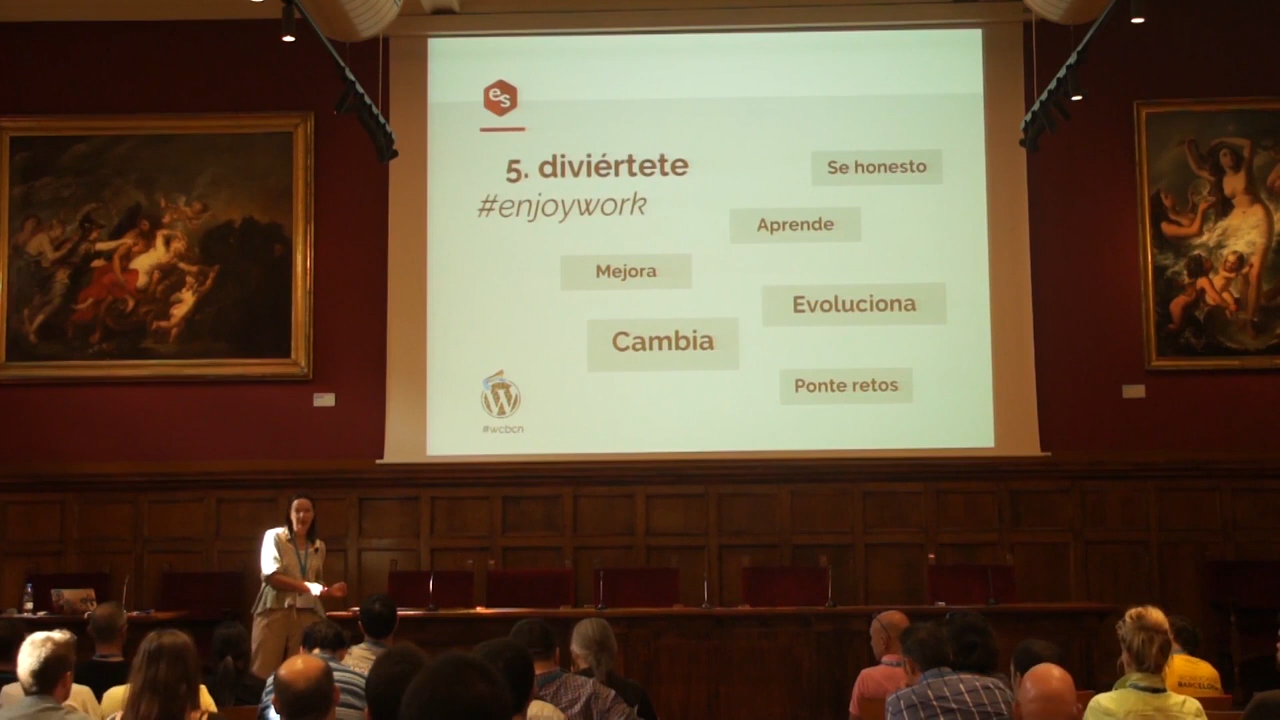 es
5. diviértete
#enjoywork
Se honesto
Aprende
Mejora
Evoluciona
Cambia
Ponte retos
W
#wcbcn
BARCELONA